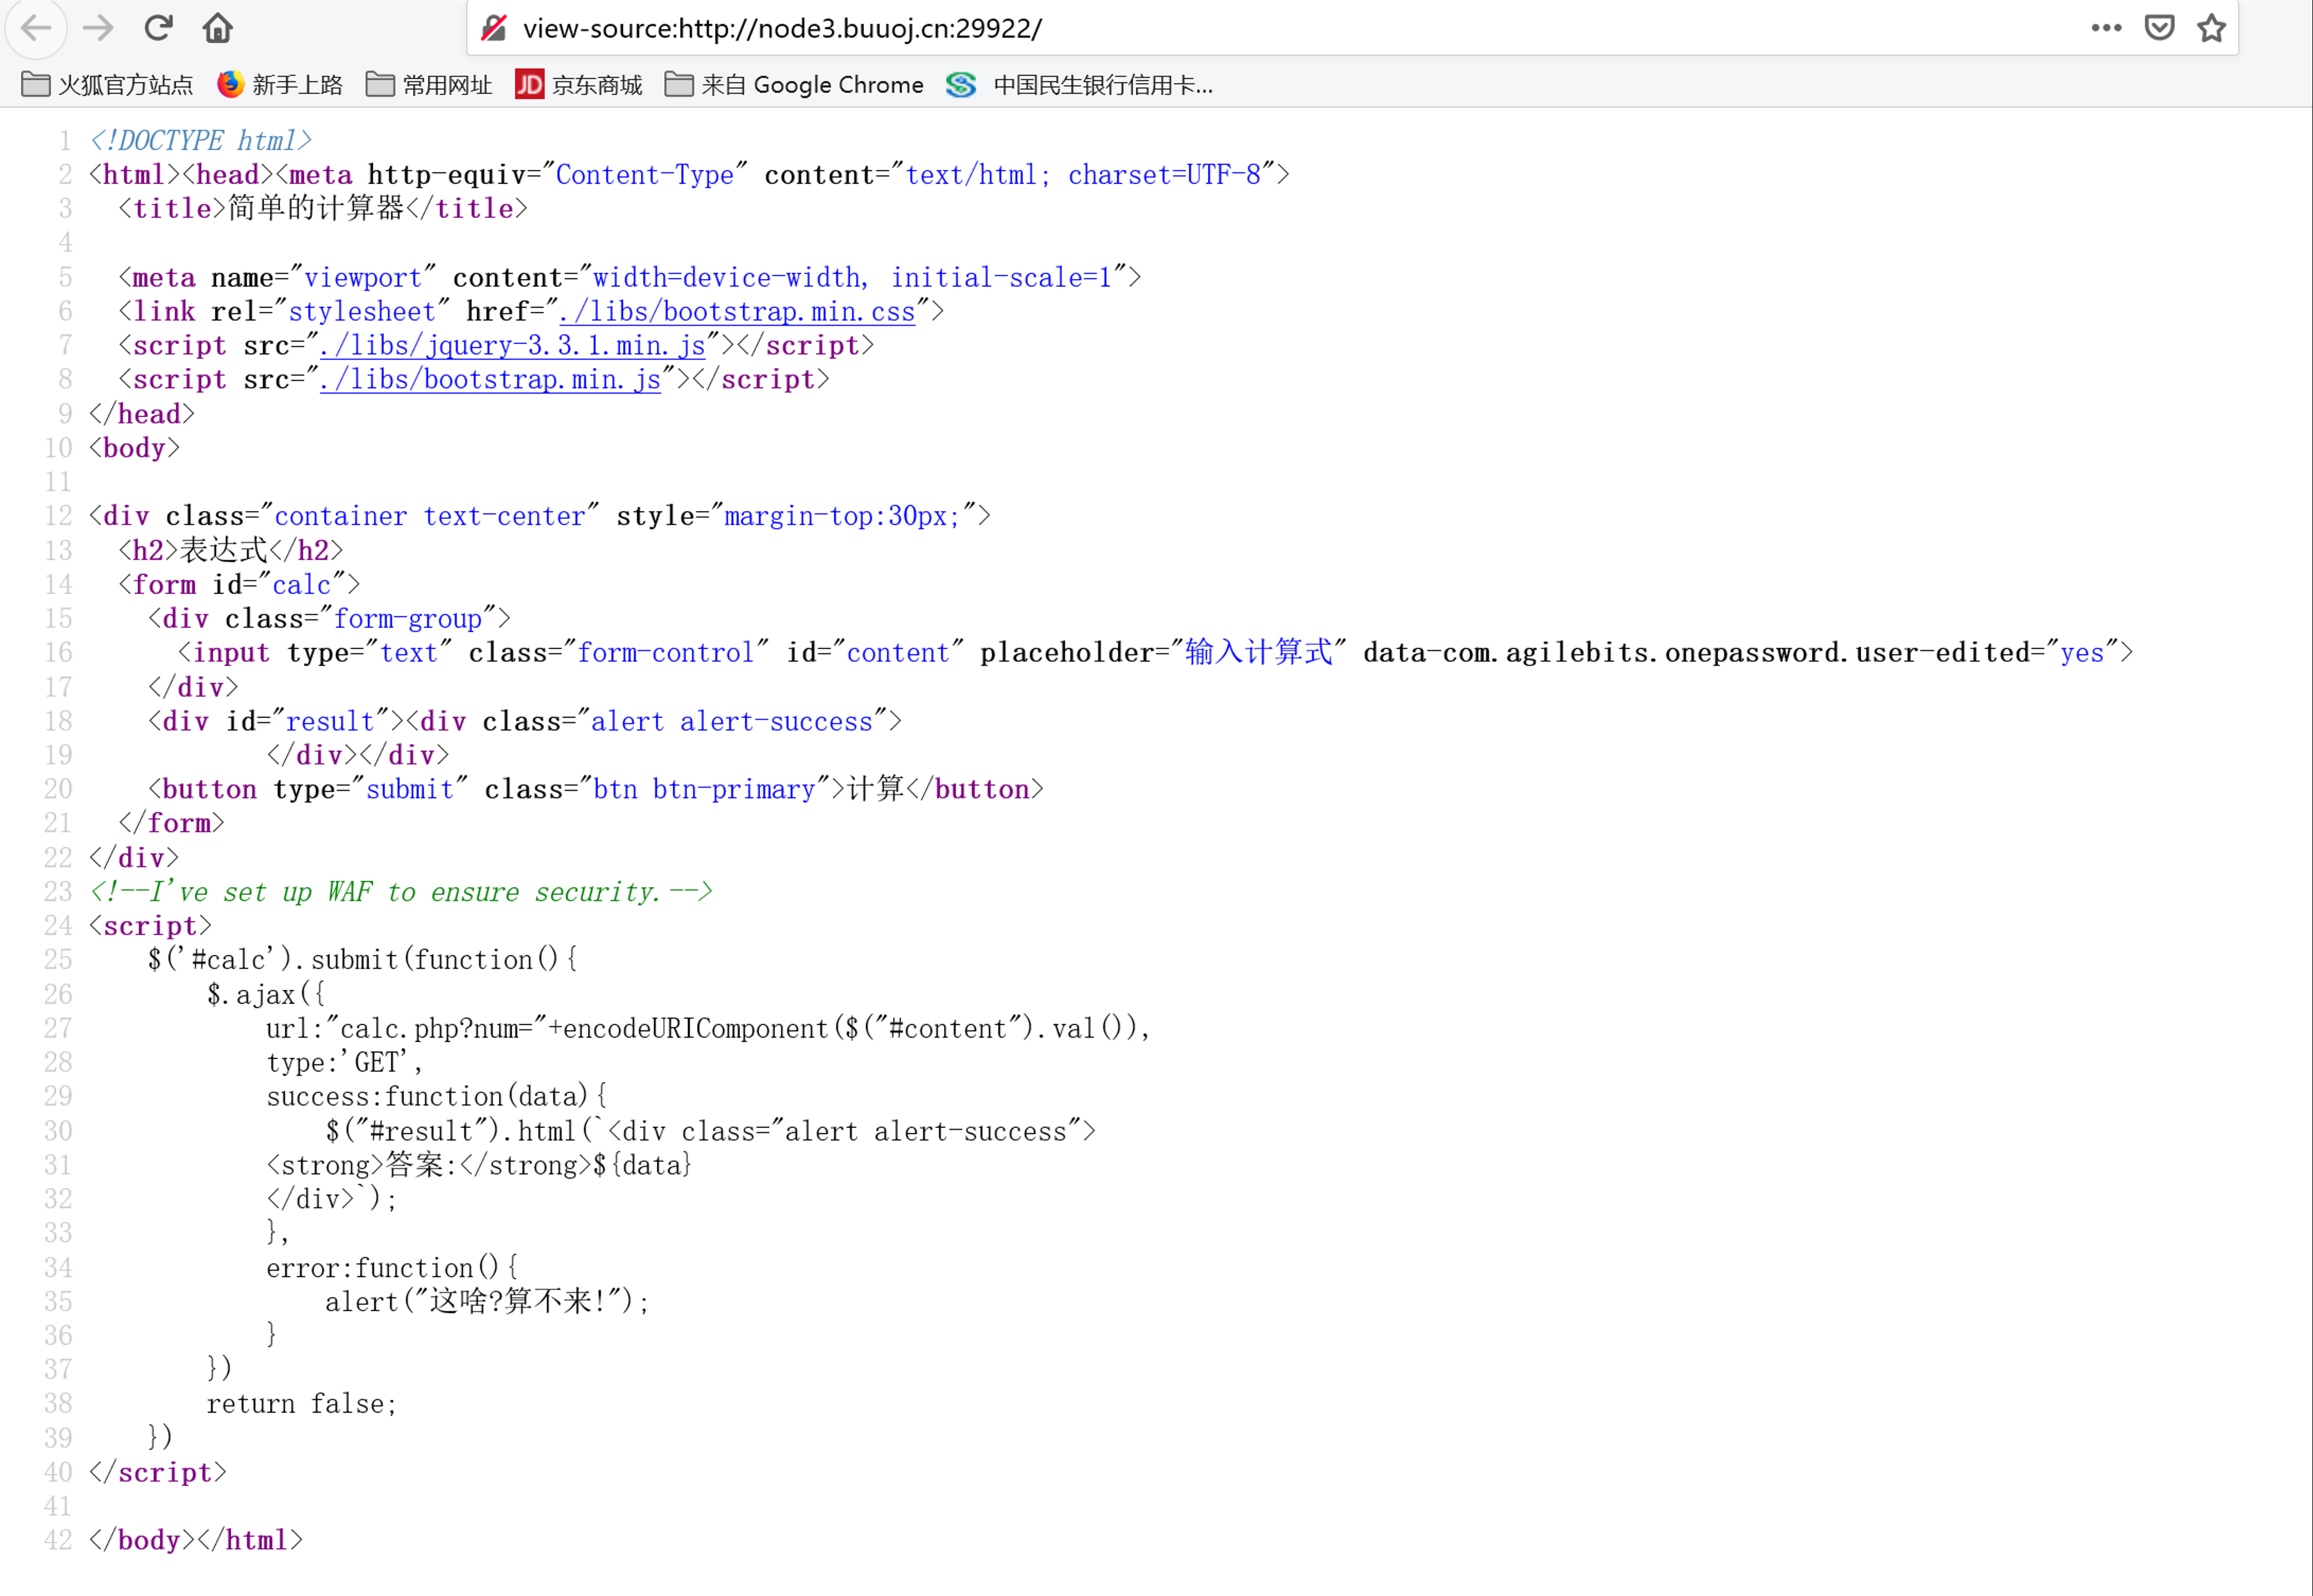 view-source:http://node3.buuoj.cn:29922/
火狐官方站点 新手上路 常用网址 JD 京东商城 来自 Google Chrome 中国民生银行信用卡...
1 <!DOCTYPE html>
2 <html><head><meta http-equiv="Content-Type" content="text/html; charset=UTF-8">
3   <title>简单的计算器</title>
4
5   <meta name="viewport" content="width=device-width, initial-scale=1">
6   <link rel="stylesheet" href="./libs/bootstrap.min.css">
7   <script src="./libs/jquery-3.3.1.min.js"></script>
8   <script src="./libs/bootstrap.min.js"></script>
9 </head>
10 <body>
11
12 <div class="container text-center" style="margin-top:30px;">
13   <h2>表达式</h2>
14   <form id="calc">
15     <div class="form-group">
16       <input type="text" class="form-control" id="content" placeholder="输入计算式" data-com.agilebits.onepassword.user-edited="yes">
17     </div>
18     <div id="result"><div class="alert alert-success">
19             </div></div>
20     <button type="submit" class="btn btn-primary">计算</button>
21   </form>
22 </div>
23 <!--I've set up WAF to ensure security.-->
24 <script>
25     $('#calc').submit(function(){
26         $.ajax({
27             url:"calc.php?num="+encodeURIComponent($("#content").val()),
28             type:'GET',
29             success:function(data){
30                 $("#result").html(`<div class="alert alert-success">
31             <strong>答案:</strong>${data}
32             </div>`);
33             },
34             error:function(){
35                 alert("这啥?算不来!");
36             }
37         })
38         return false;
39     })
40 </script>
41
42 </body></html>